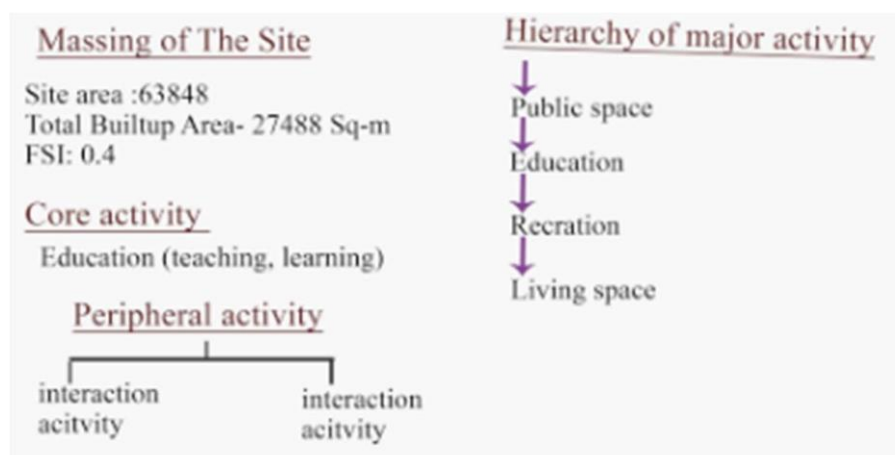 Massing of The Site
Site area :63848
Total Builtup Area- 27488 Sq-m
FSI: 0.4
Core activity
Education (teaching, learning)
Peripheral activity
interaction
acitvity
interaction
acitvity
Hierarchy of major activity
Public space
Education
Recration
Living space